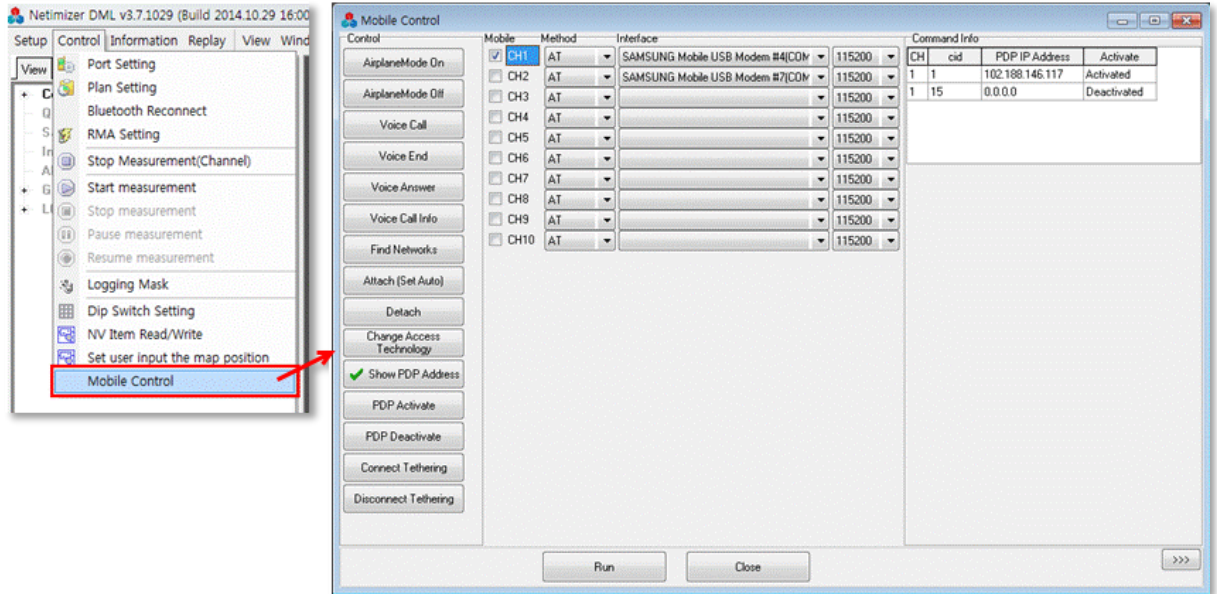 Netimizer DML v3.7.1029 (Build 2014.10.29 16:00
Setup Control Information Replay View Wind
View
Port Setting
Plan Setting
Bluetooth Reconnect
RMA Setting
Stop Measurement(Channel)
Start measurement
Stop measurement
Pause measurement
Resume measurement
Logging Mask
Dip Switch Setting
NV Item Read/Write
Set user input the map position
Mobile Control
Mobile Control
Control
AirplaneMode On
AirplaneMode Off
Voice Call
Voice End
Voice Answer
Voice Call Info
Find Networks
Attach (Set Auto)
Detach
Change Access
Technology
Show PDP Address
PDP Activate
PDP Deactivate
Connect Tethering
Disconnect Tethering
Mobile Method Interface
CH1 AT SAMSUNG Mobile USB Modem #4(COM 115200
CH2 AT SAMSUNG Mobile USB Modem #7(COM 115200
CH3 AT 115200
CH4 AT 115200
CH5 AT 115200
CH6 AT 115200
CH7 AT 115200
CH8 AT 115200
CH9 AT 115200
CH10 AT 115200
Command Info
CH cid PDP IP Address Activate
1 1 102.188.146.117 Activated
1 15 0.0.0.0 Deactivated
Run Close >>>